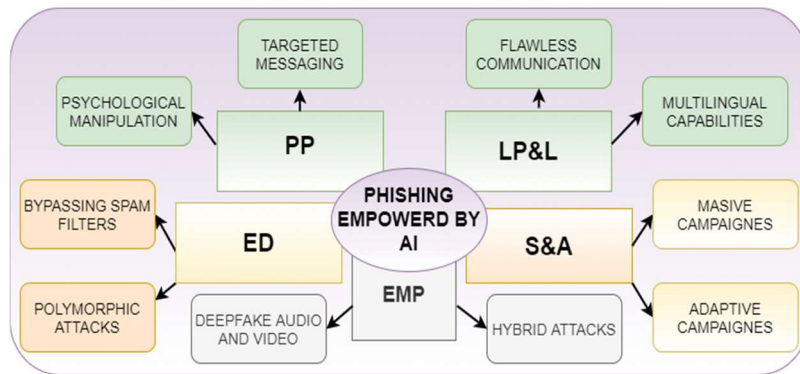 TARGETED
MESSAGING
FLAWLESS
COMMUNICATION
PSYCHOLOGICAL
MANIPULATION
MULTILINGUAL
CAPABILITIES
PP
LP&L
PHISHING
EMPOWERD BY
AI
BYPASSING SPAM
FILTERS
ED
S&A
MASIVE
CAMPAIGNES
POLYMORPHIC
ATTACKS
DEEPFAKE AUDIO
AND VIDEO
EMP
HYBRID ATTACKS
ADAPTIVE
CAMPAIGNES